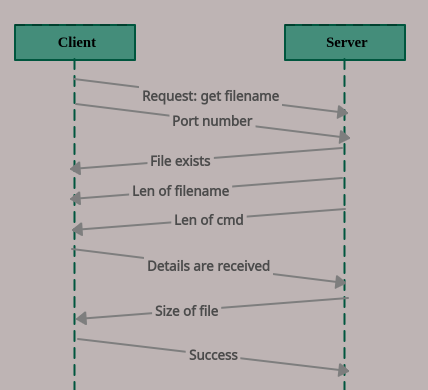 Client
Server
Request: get filename
Port number
File exists
Len of filename
Len of cmd
Details are received
Size of file
Success